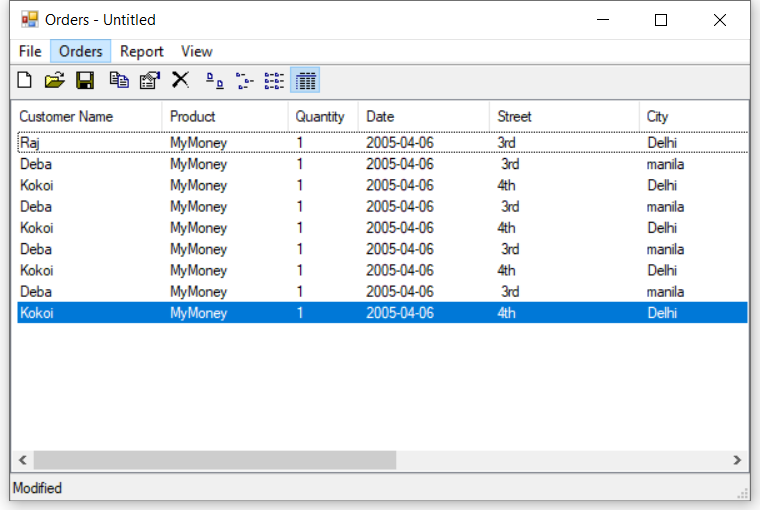 Orders - Untitled
File Orders Report View
Customer Name Product Quantity Date Street City
Raj MyMoney 1 2005-04-06 3rd Delhi
Deba MyMoney 1 2005-04-06 3rd manila
Kokoi MyMoney 1 2005-04-06 4th Delhi
Deba MyMoney 1 2005-04-06 3rd manila
Kokoi MyMoney 1 2005-04-06 4th Delhi
Deba MyMoney 1 2005-04-06 3rd manila
Kokoi MyMoney 1 2005-04-06 4th Delhi
Deba MyMoney 1 2005-04-06 3rd manila
Kokoi MyMoney 1 2005-04-06 4th Delhi
Modified